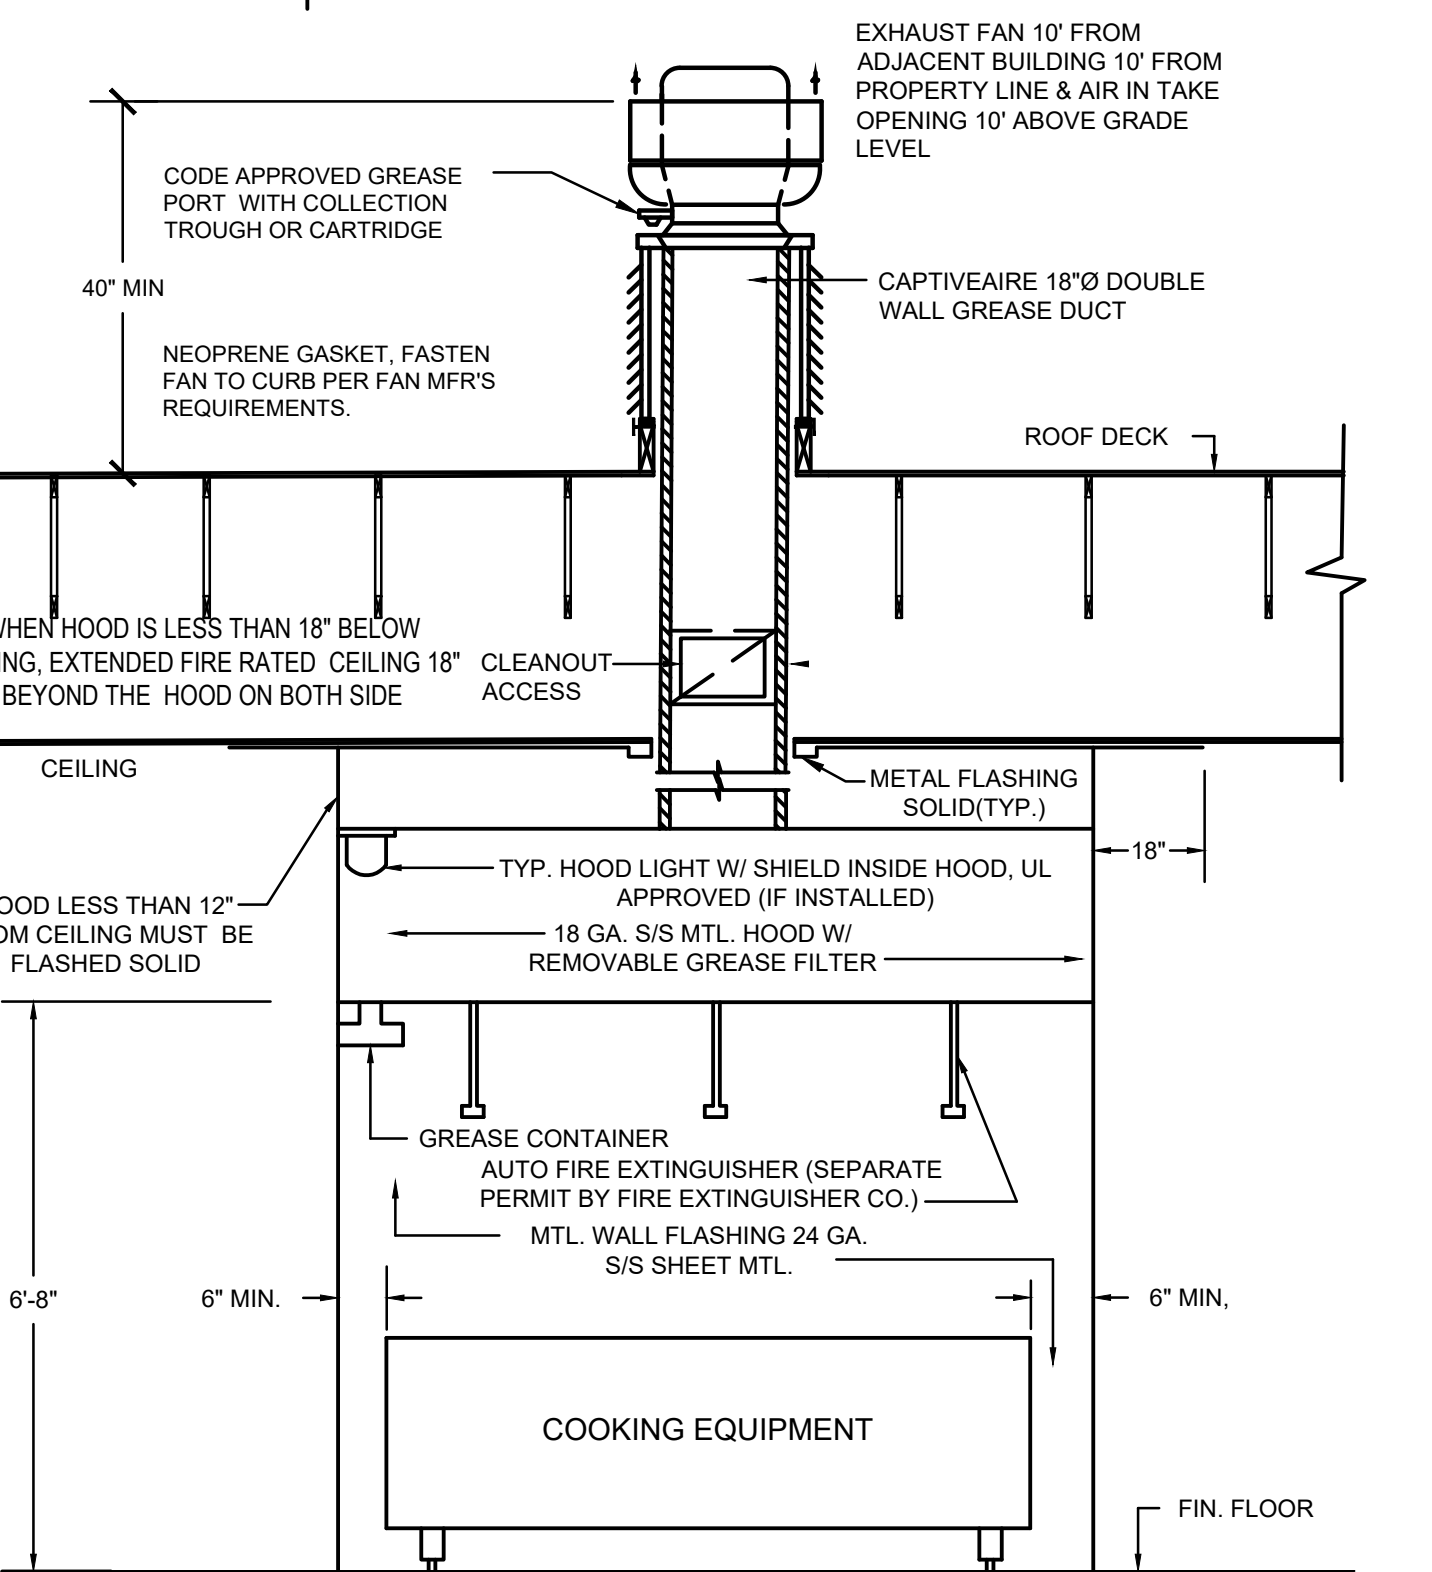 EXHAUST FAN 10' FROM
ADJACENT BUILDING 10' FROM
PROPERTY LINE & AIR IN TAKE
OPENING 10' ABOVE GRADE
LEVEL
CODE APPROVED GREASE
PORT WITH COLLECTION
TROUGH OR CARTRIDGE
40" MIN
CAPTIVEAIRE 18"Ø DOUBLE
WALL GREASE DUCT
NEOPRENE GASKET, FASTEN
FAN TO CURB PER FAN MFR'S
REQUIREMENTS.
ROOF DECK
WHEN HOOD IS LESS THAN 18" BELOW
ING, EXTENDED FIRE RATED CEILING 18"
BEYOND THE HOOD ON BOTH SIDE
CLEANOUT
ACCESS
CEILING
METAL FLASHING
SOLID(TYP.)
18"
TYP. HOOD LIGHT W/ SHIELD INSIDE HOOD, UL
APPROVED (IF INSTALLED)
OOD LESS THAN 12"
OM CEILING MUST BE
FLASHED SOLID
18 GA. S/S MTL. HOOD W/
REMOVABLE GREASE FILTER
GREASE CONTAINER
AUTO FIRE EXTINGUISHER (SEPARATE
PERMIT BY FIRE EXTINGUISHER CO.)
MTL. WALL FLASHING 24 GA.
S/S SHEET MTL.
6'-8"
6" MIN.
6" MIN,
COOKING EQUIPMENT
FIN. FLOOR